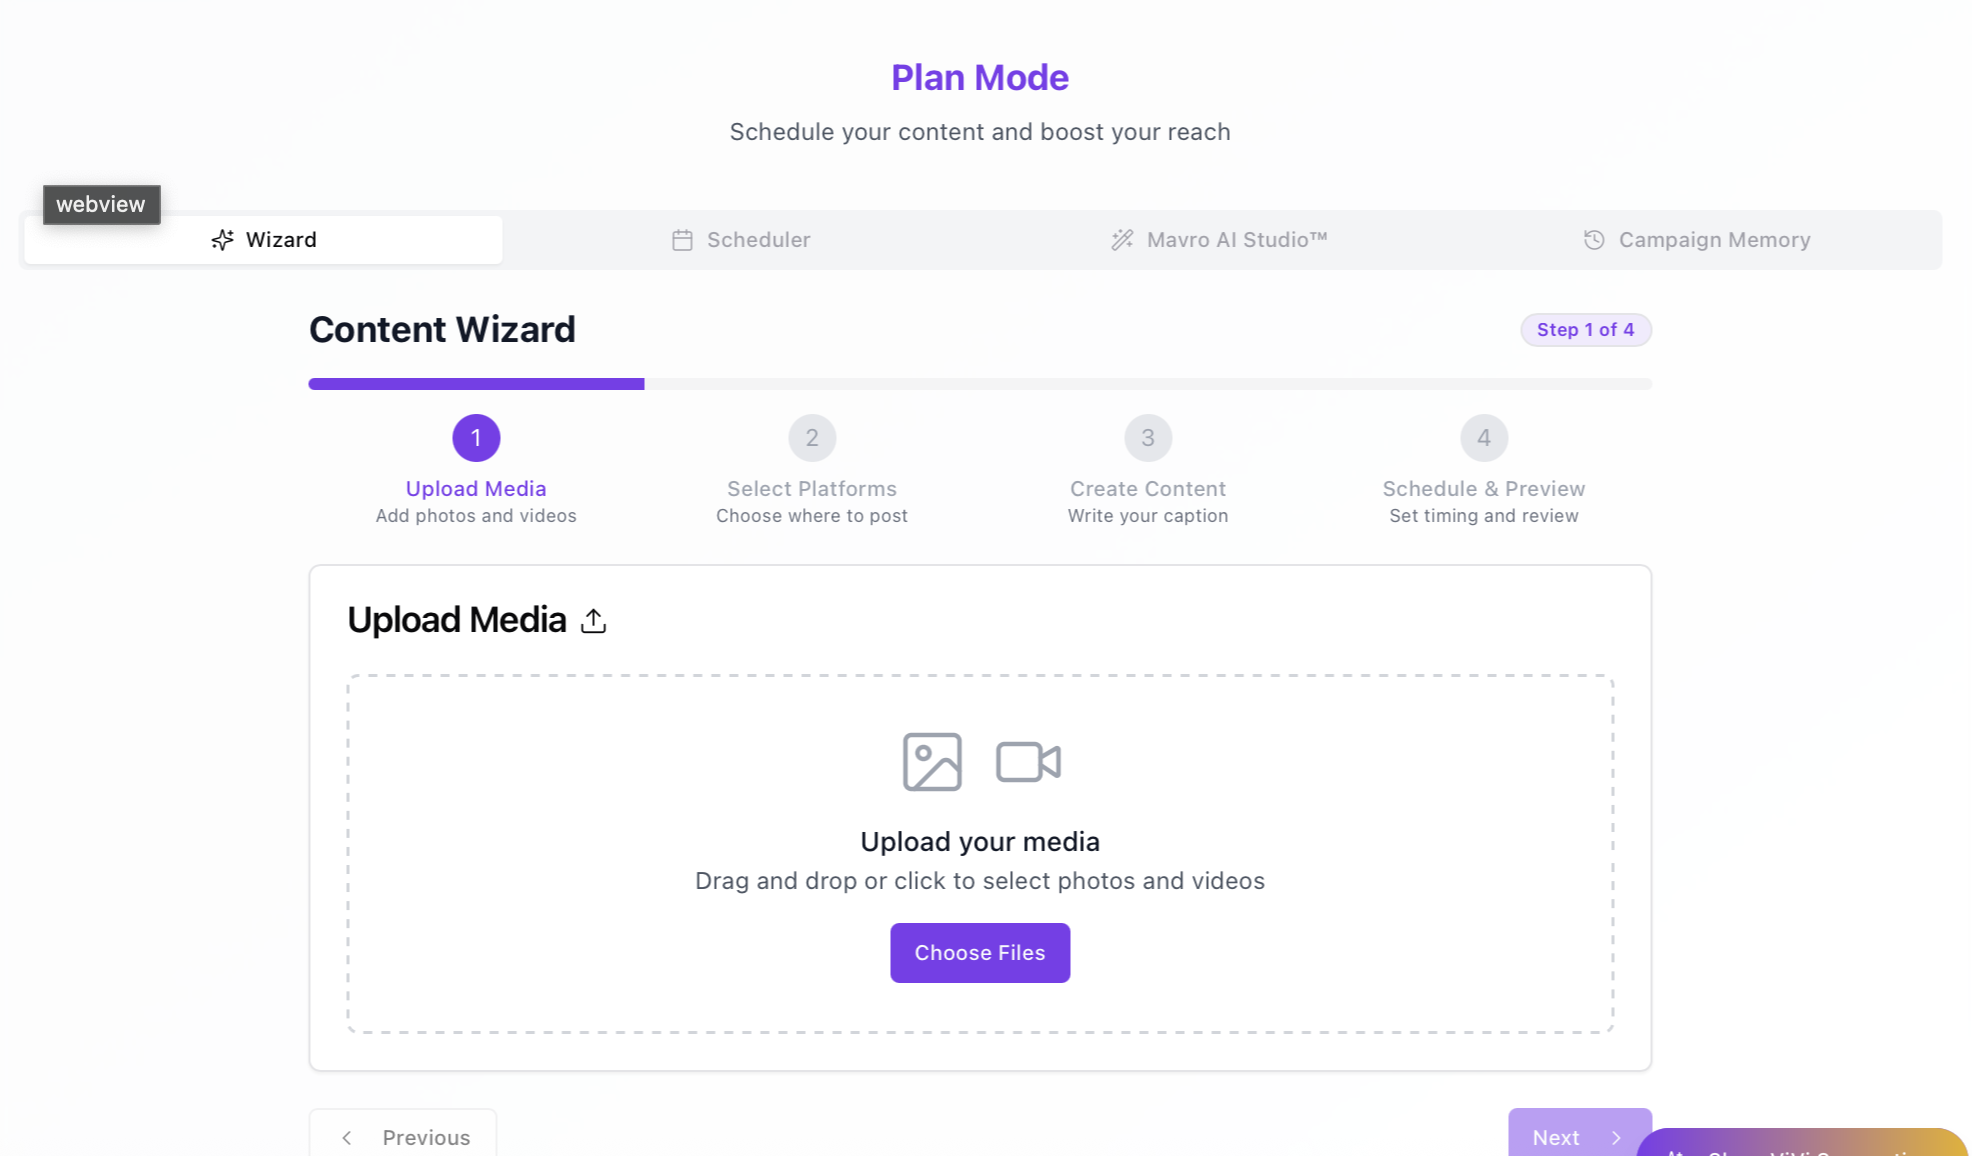 Plan Mode
Schedule your content and boost your reach
webview
Wizard
Scheduler
Mavro AI Studio™
Campaign Memory
Content Wizard
Step 1 of 4
1
2
3
4
Upload Media
Select Platforms
Create Content
Schedule & Preview
Add photos and videos
Choose where to post
Write your caption
Set timing and review
Upload Media
Upload your media
Drag and drop or click to select photos and videos
Choose Files
Previous
Next